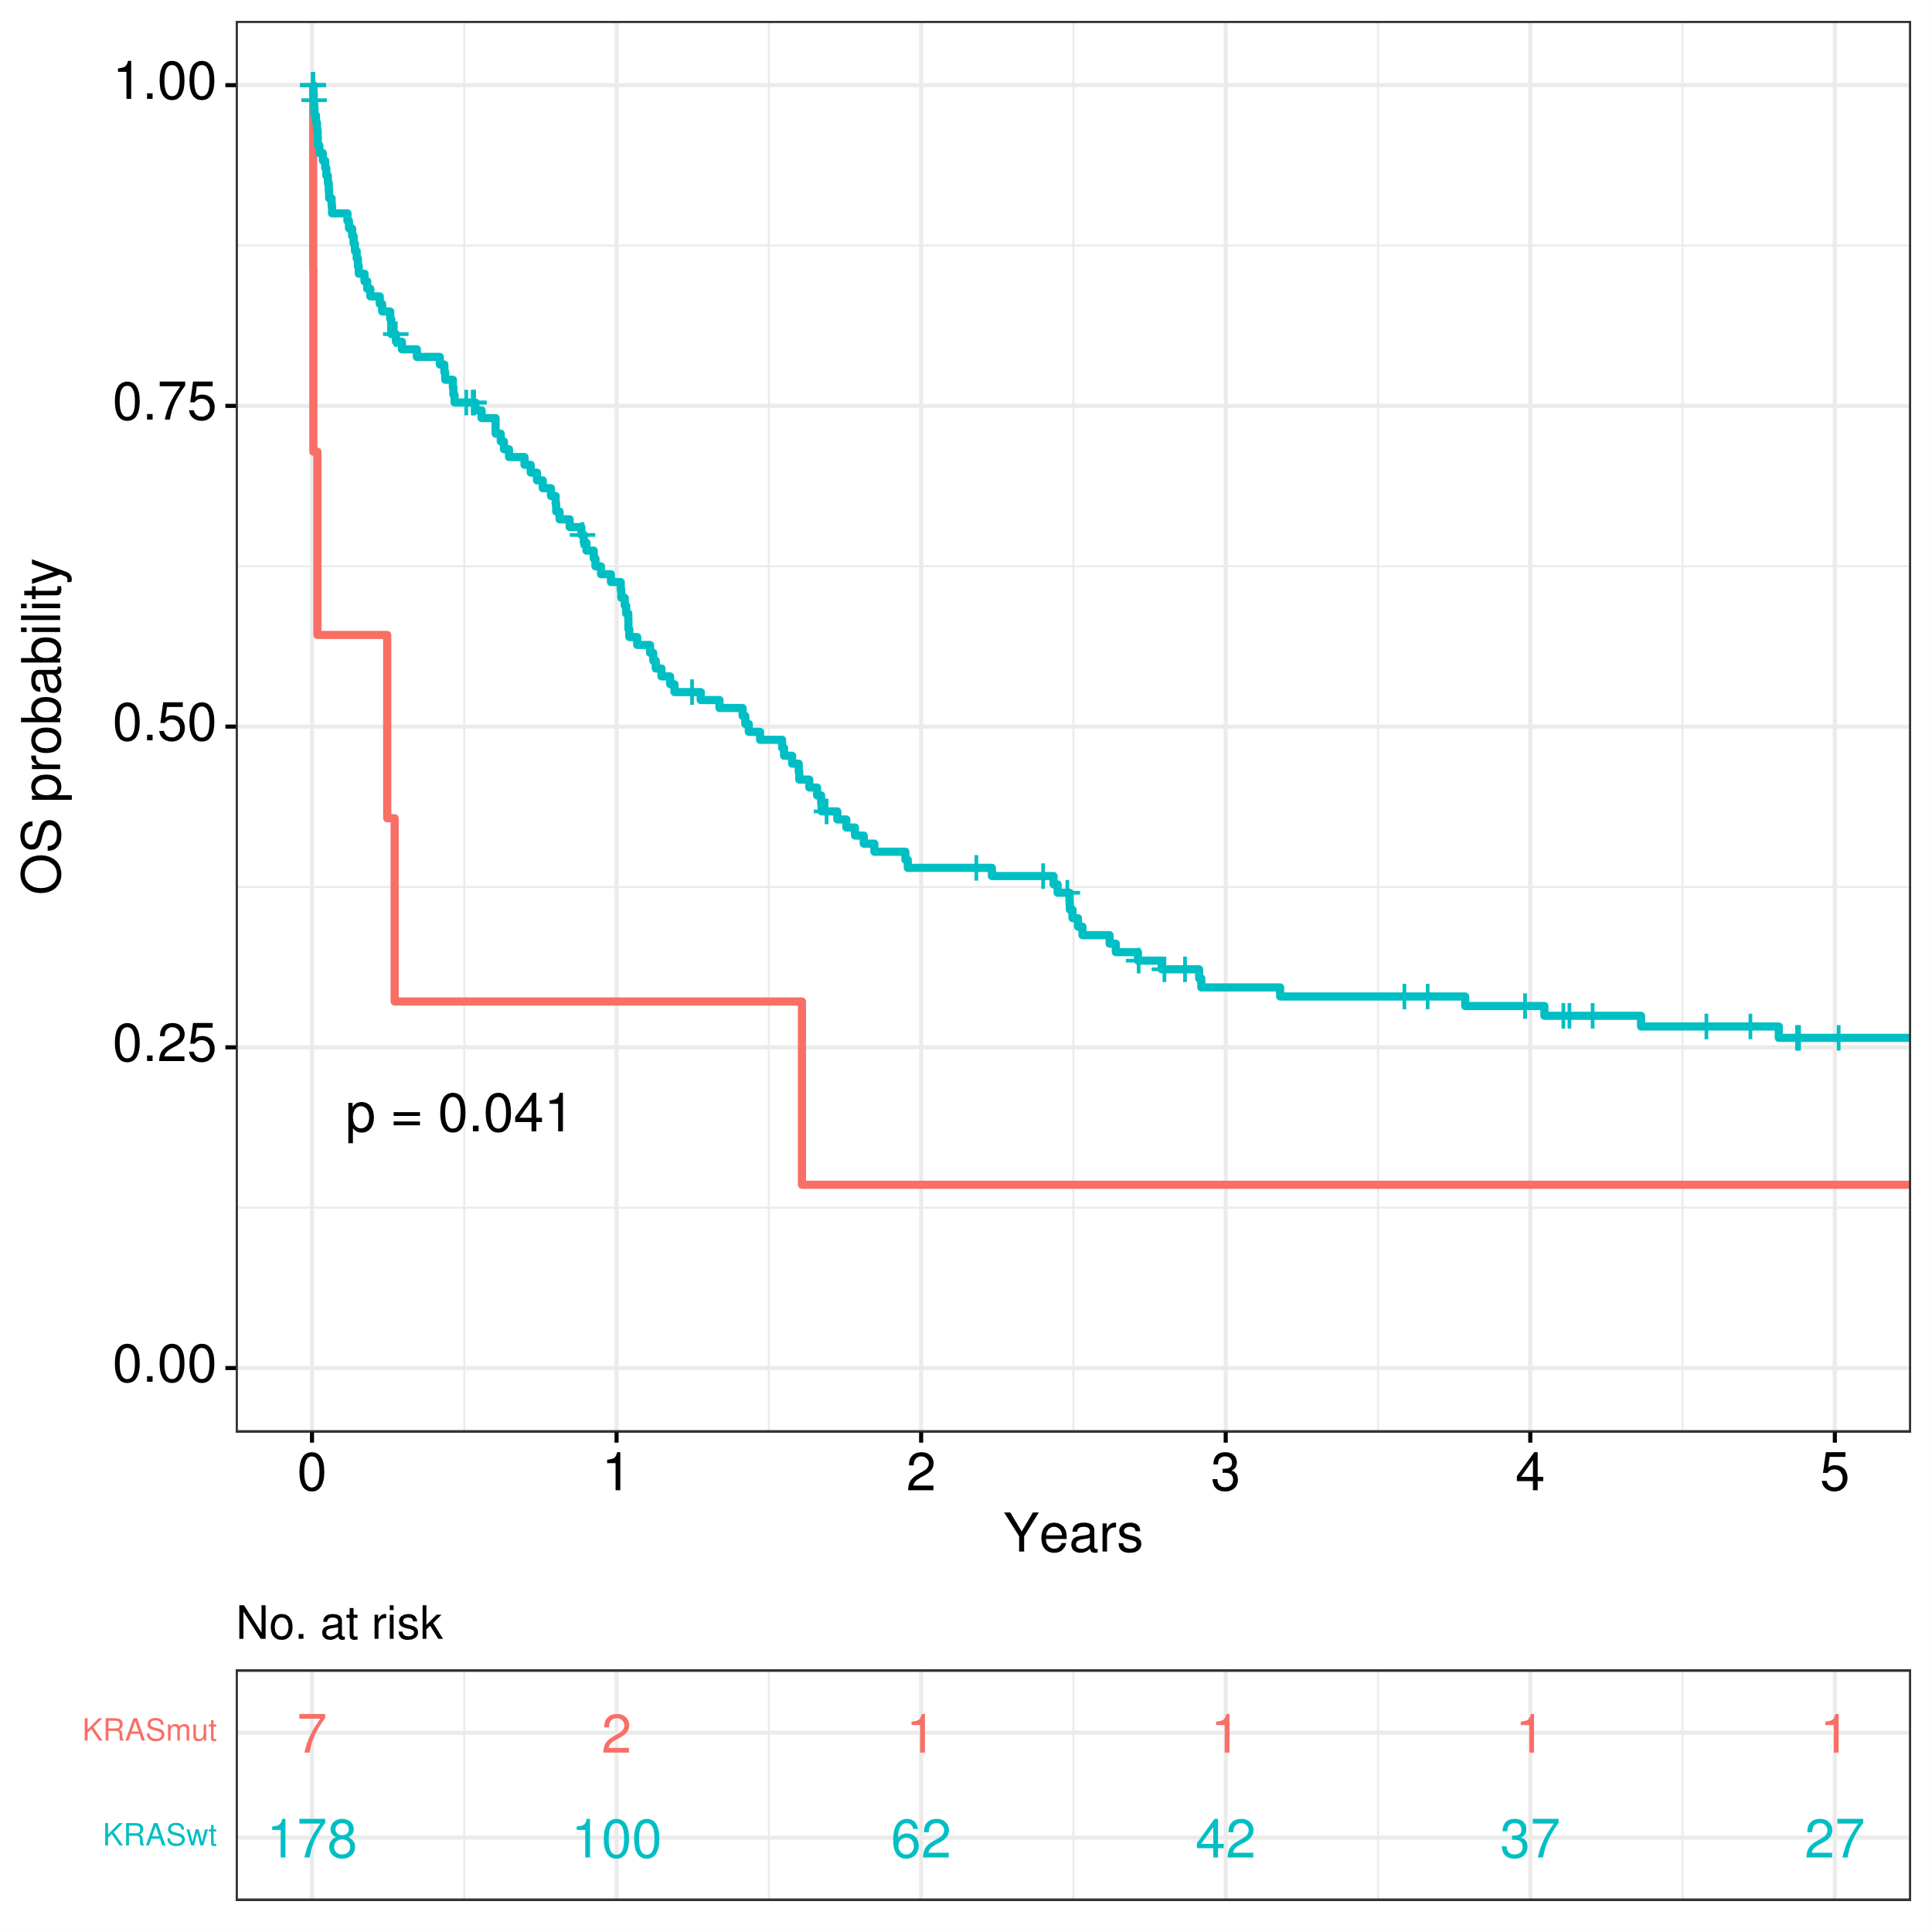 1.00
0.75
0.50
0.25
0.00
OS probability
p = 0.041
0 1 2 3 4 5
Years
No. at risk
KRASmut 7 2 1 1 1 1
KRASwt 178 100 62 42 37 27